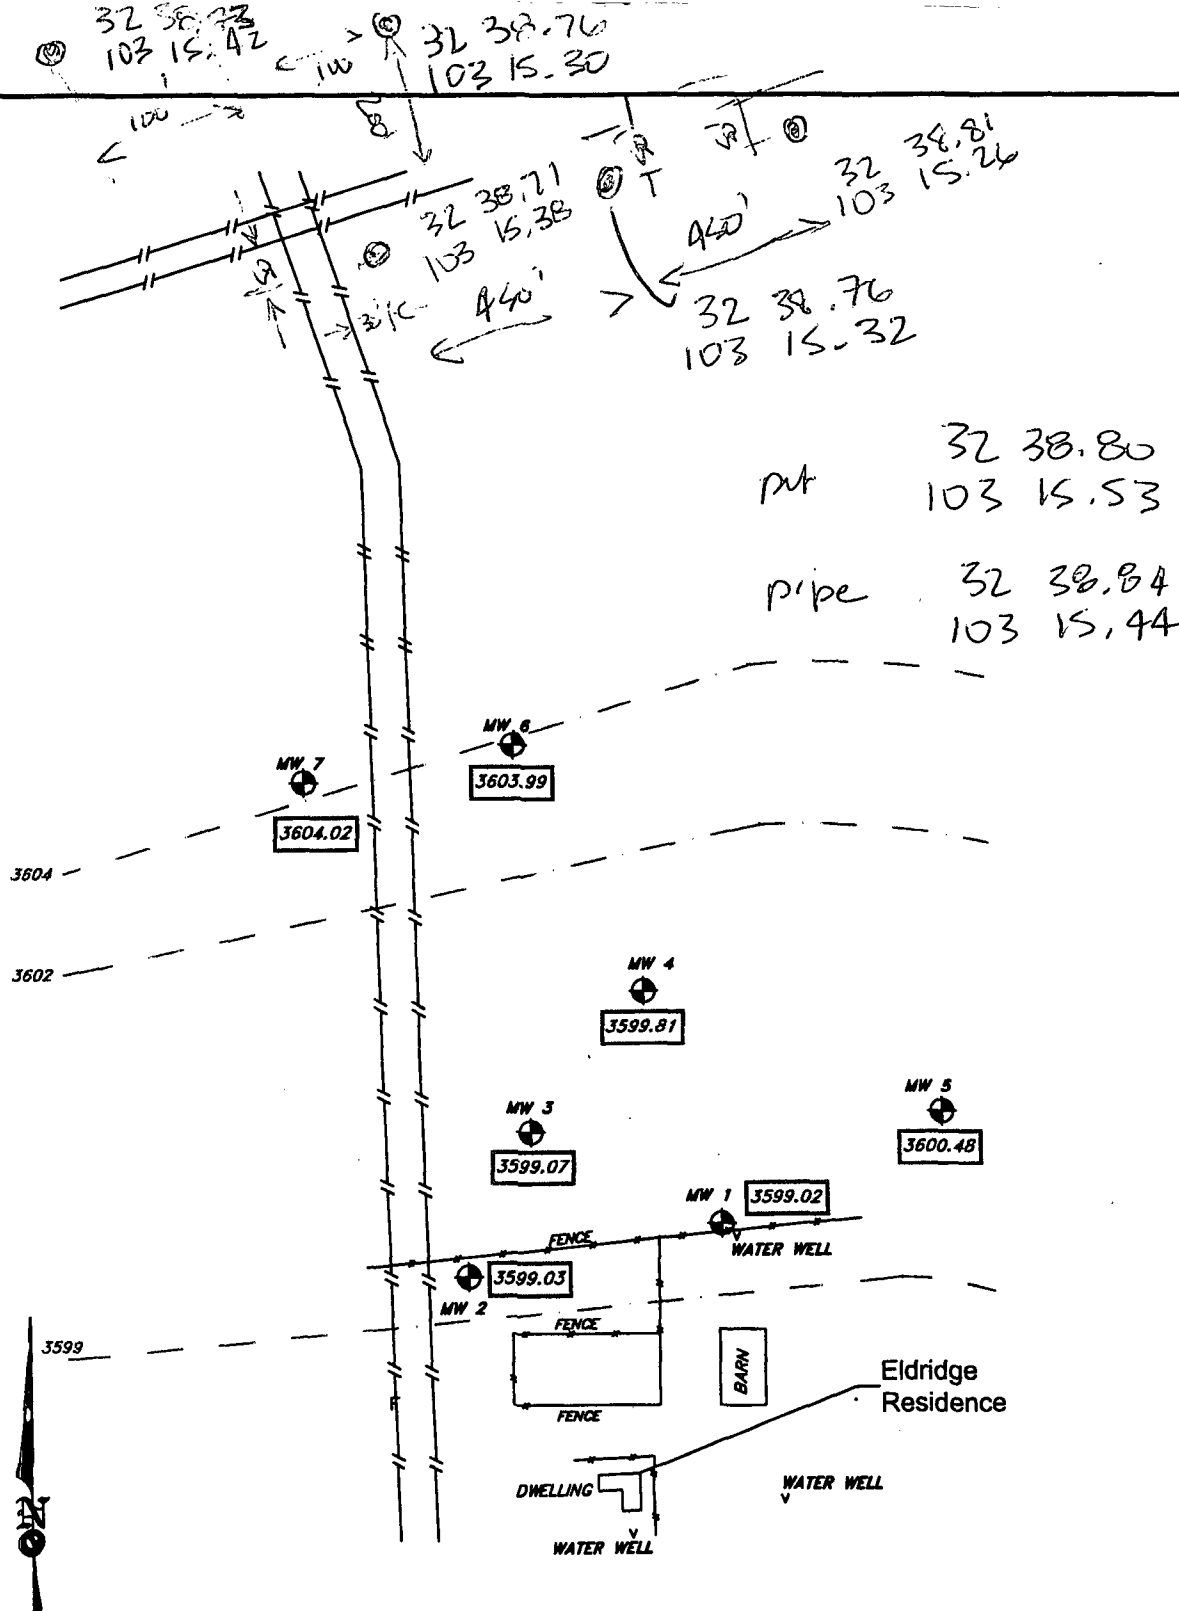 32 38.73
103 15.42
100'
32 38.76
103 15.30
100'
T
32 38.81
103 15.26
450'
32 38.71
103 15.38
450'
32 38.76
103 15.32
32 38.80
103 15.53
pipe 32 38.84
103 15.44
MW 6
3603.99
MW 7
3604.02
3604
3602
MW 4
3599.81
MW 5
3600.48
MW 3
3599.07
MW 1 3599.02
FENCE
WATER WELL
3599.03
MW 2
FENCE
3599
BARN
Eldridge
Residence
FENCE
DWELLING
WATER WELL
WATER WELL